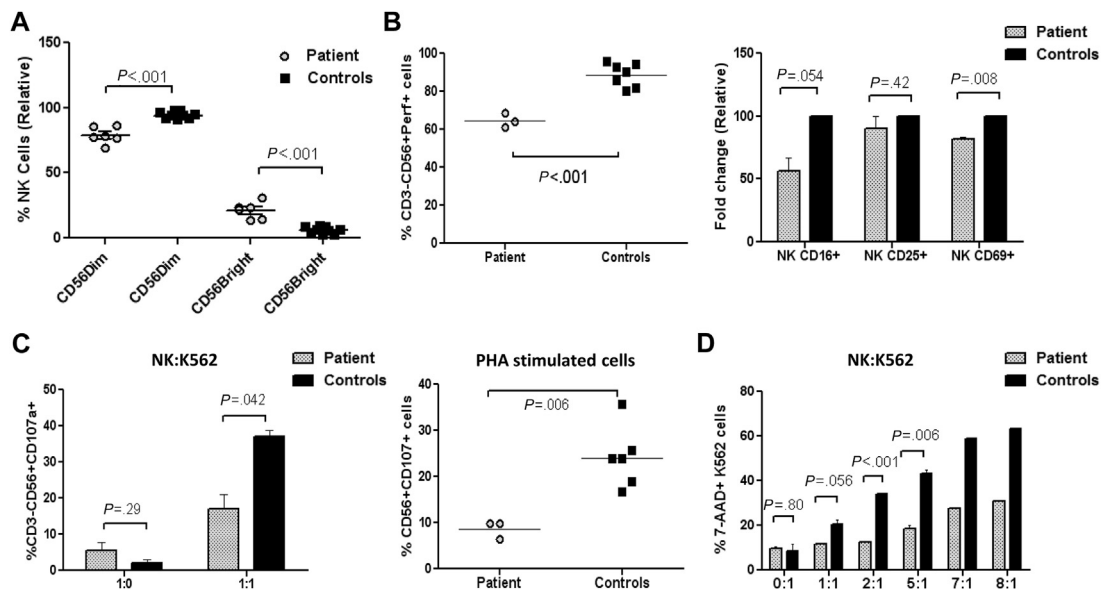 A
% NK Cells (Relative)
150
100
50
0
P<.001
P<.001
Patient
Controls
CD56Dim
CD56Dim
CD56Bright
CD56Bright
B
% CD3-CD56+Perf+ cells
100
80
60
40
20
0
P<.001
Patient
Controls
Patient
Controls
Fold change (Relative)
150
100
50
0
P=.054
P=.42
P=.008
NK CD16+
NK CD25+
NK CD69+
C
NK:K562
Patient
Controls
%CD3-CD56+CD107a+
50
40
30
20
10
0
P=.29
P=.042
1:0
1:1
PHA stimulated cells
% CD56+CD107+ cells
40
30
20
10
0
P=.006
Patient
Controls
D
NK:K562
Patient
Controls
% 7-AAD+ K562 cells
80
60
40
20
0
P=.80
P=.056
P<.001
P=.006
0:1
1:1
2:1
5:1
7:1
8:1